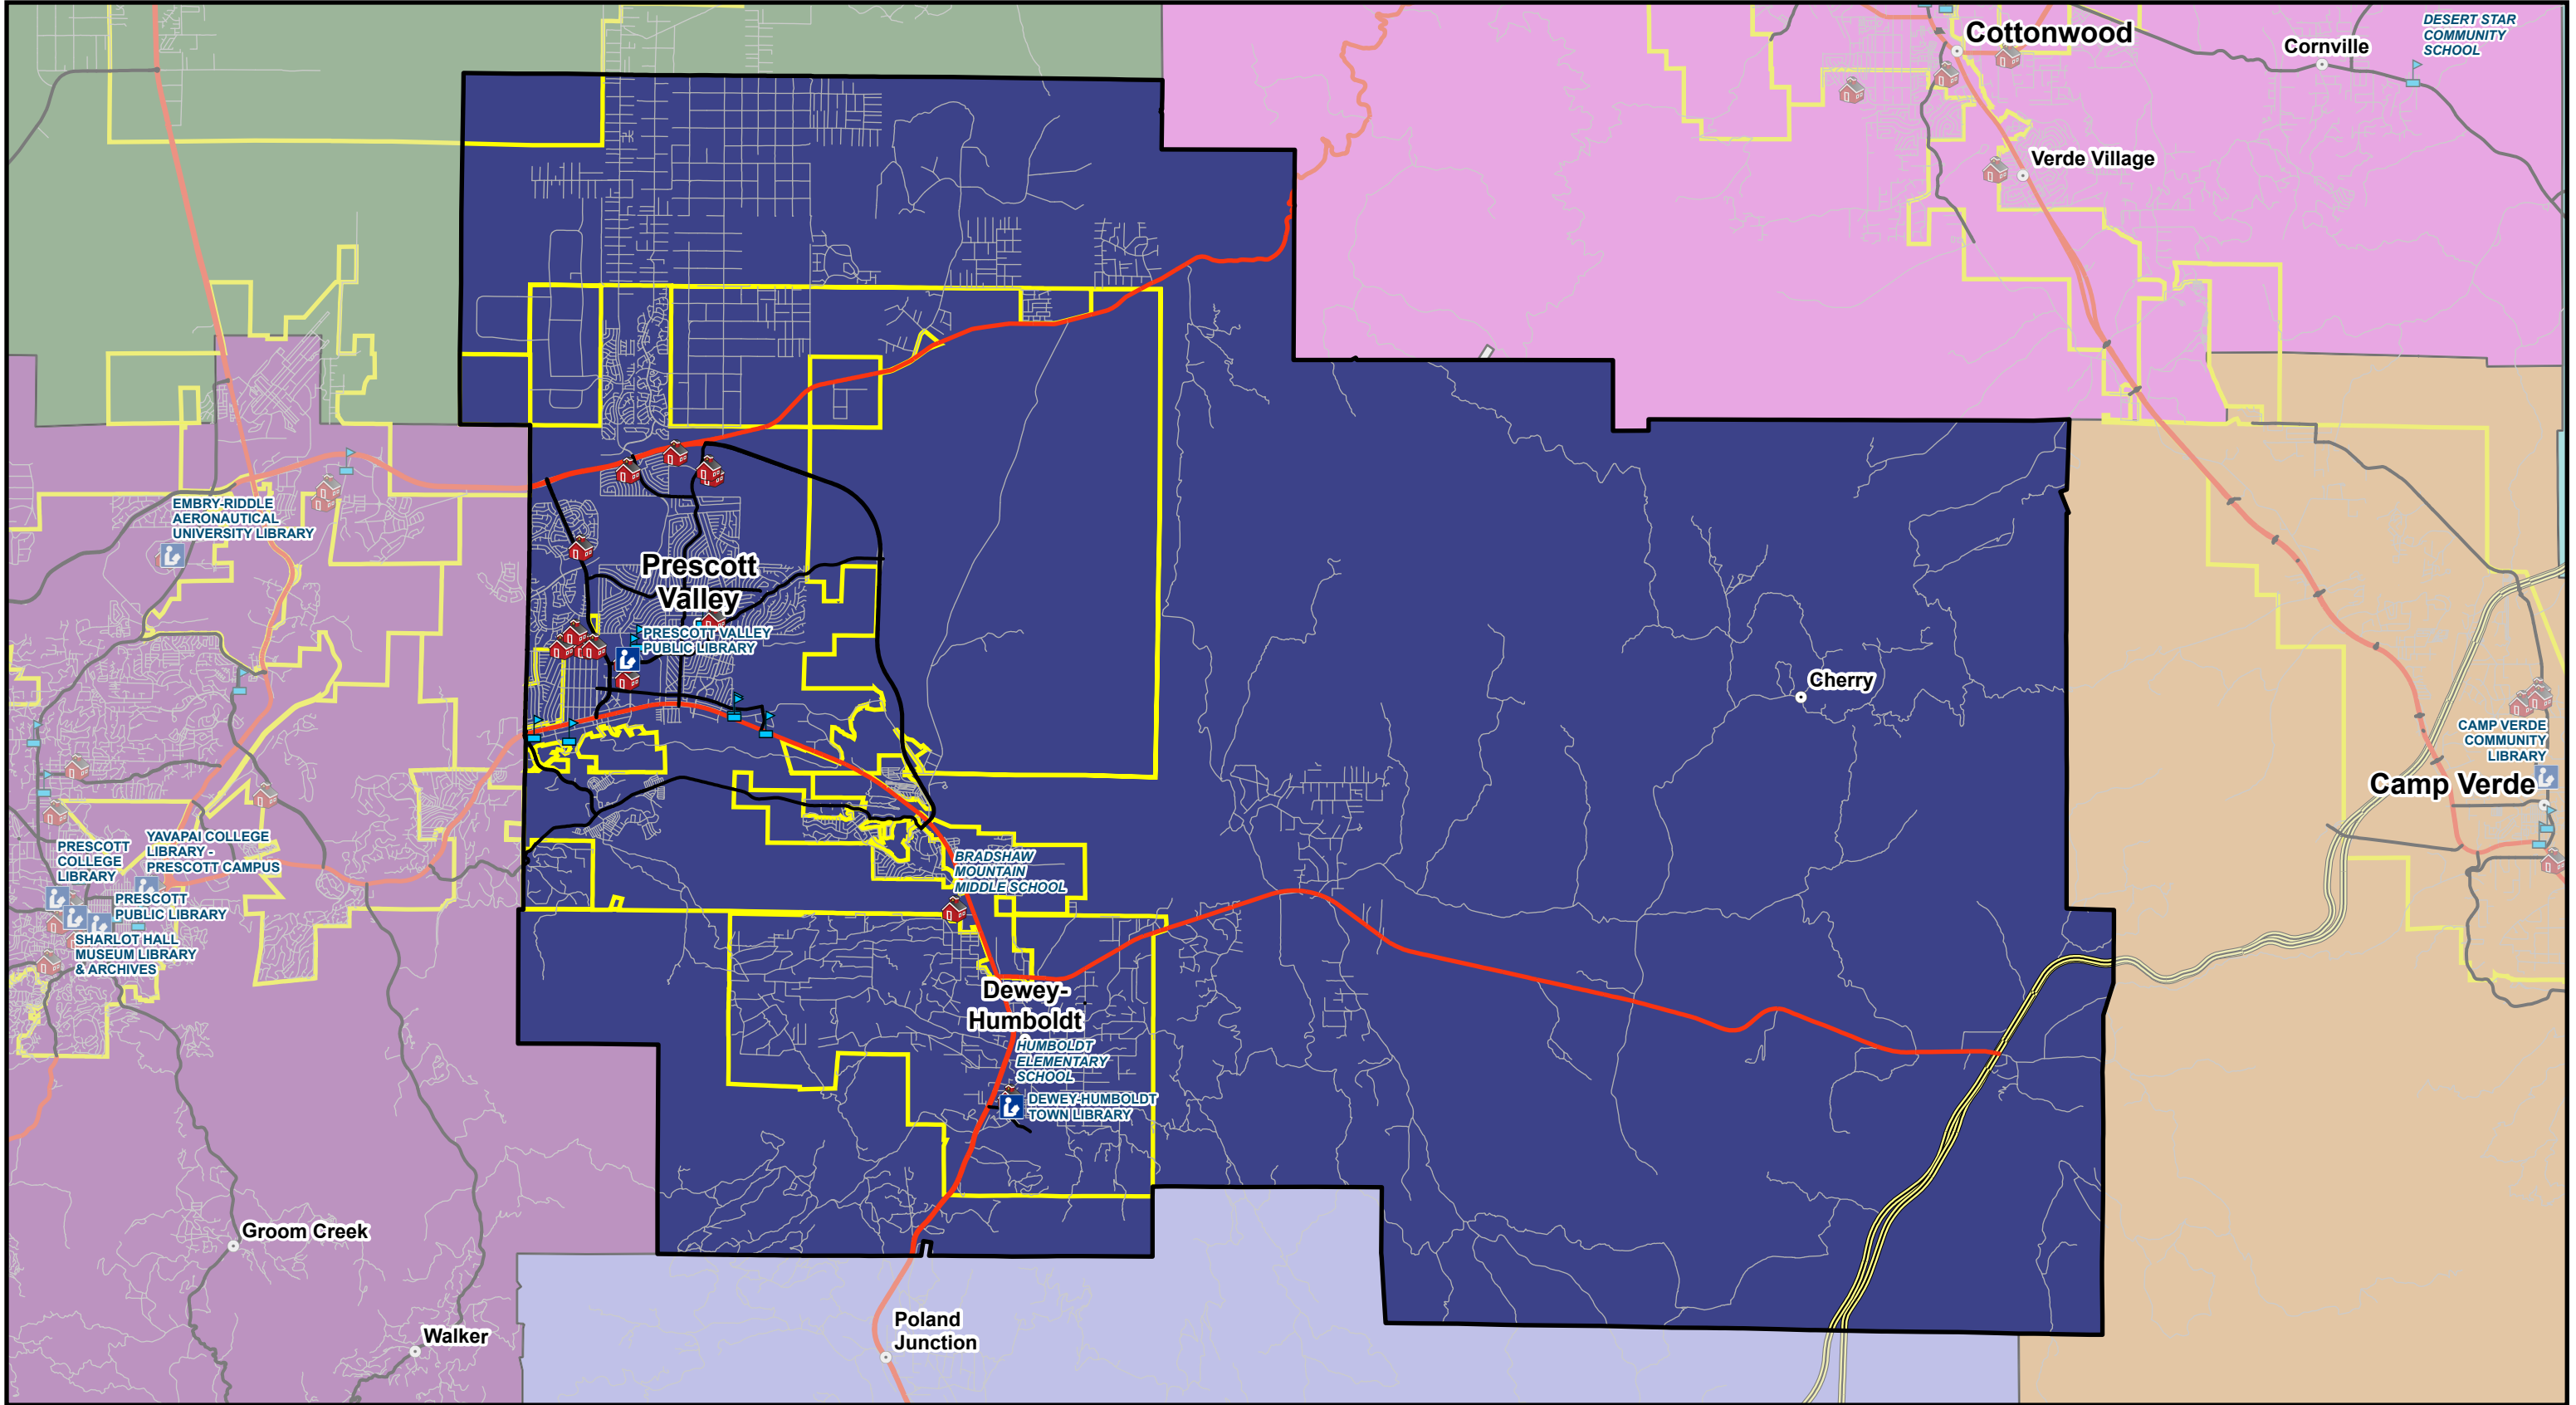 DESERT STAR
COMMUNITY
SCHOOL
Cottonwood
Cornville
Verde Village
EMBRY-RIDDLE
AERONAUTICAL
UNIVERSITY LIBRARY
Prescott
Valley
PRESCOTT VALLEY
PUBLIC LIBRARY
Cherry
CAMP VERDE
COMMUNITY
LIBRARY
Camp Verde
YAVAPAI COLLEGE
LIBRARY -
PRESCOTT CAMPUS
PRESCOTT
COLLEGE
LIBRARY
PRESCOTT
PUBLIC LIBRARY
SHARLOT HALL
MUSEUM LIBRARY
& ARCHIVES
BRADSHAW
MOUNTAIN
MIDDLE SCHOOL
Dewey-
Humboldt
HUMBOLDT
ELEMENTARY
SCHOOL
DEWEY-HUMBOLDT
TOWN LIBRARY
Groom Creek
Walker
Poland
Junction